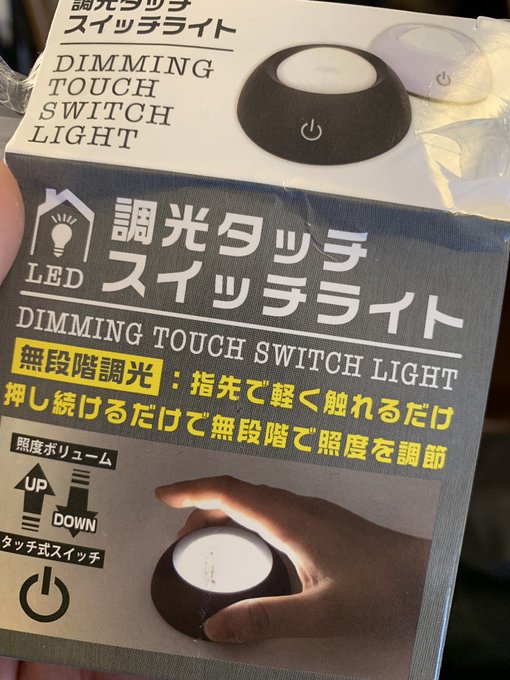 調光タッチ
スイッチライト
DIMMING
TOUCH
SWITCH
LIGHT
LED
調光タッチ
スイッチライト
DIMMING TOUCH SWITCH LIGHT
無段階調光:指先で軽く触れるだけ
押し続けるだけで無段階で照度を調節
照度ボリューム
UP
DOWN
タッチ式スイッチ